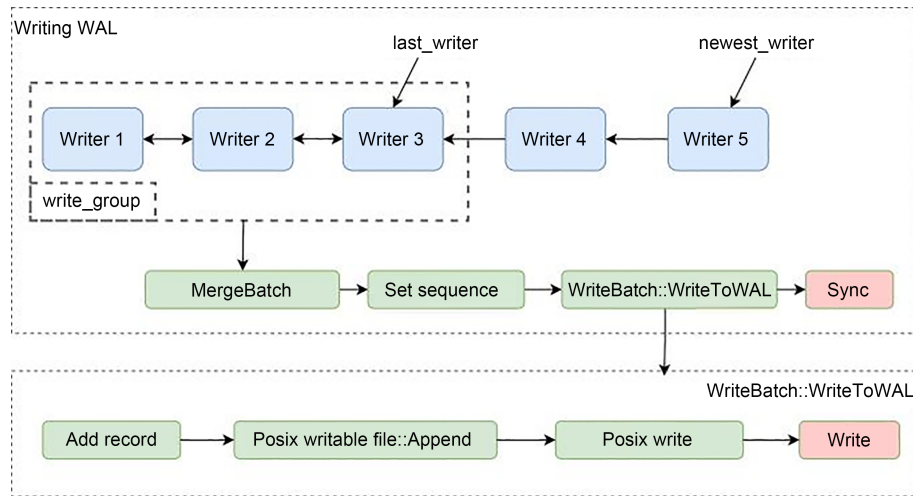 Writing WAL
last_writer
newest_writer
Writer 1
Writer 2
Writer 3
Writer 4
Writer 5
write_group
MergeBatch
Set sequence
WriteBatch::WriteToWAL
Sync
WriteBatch::WriteToWAL
Add record
Posix writable file::Append
Posix write
Write